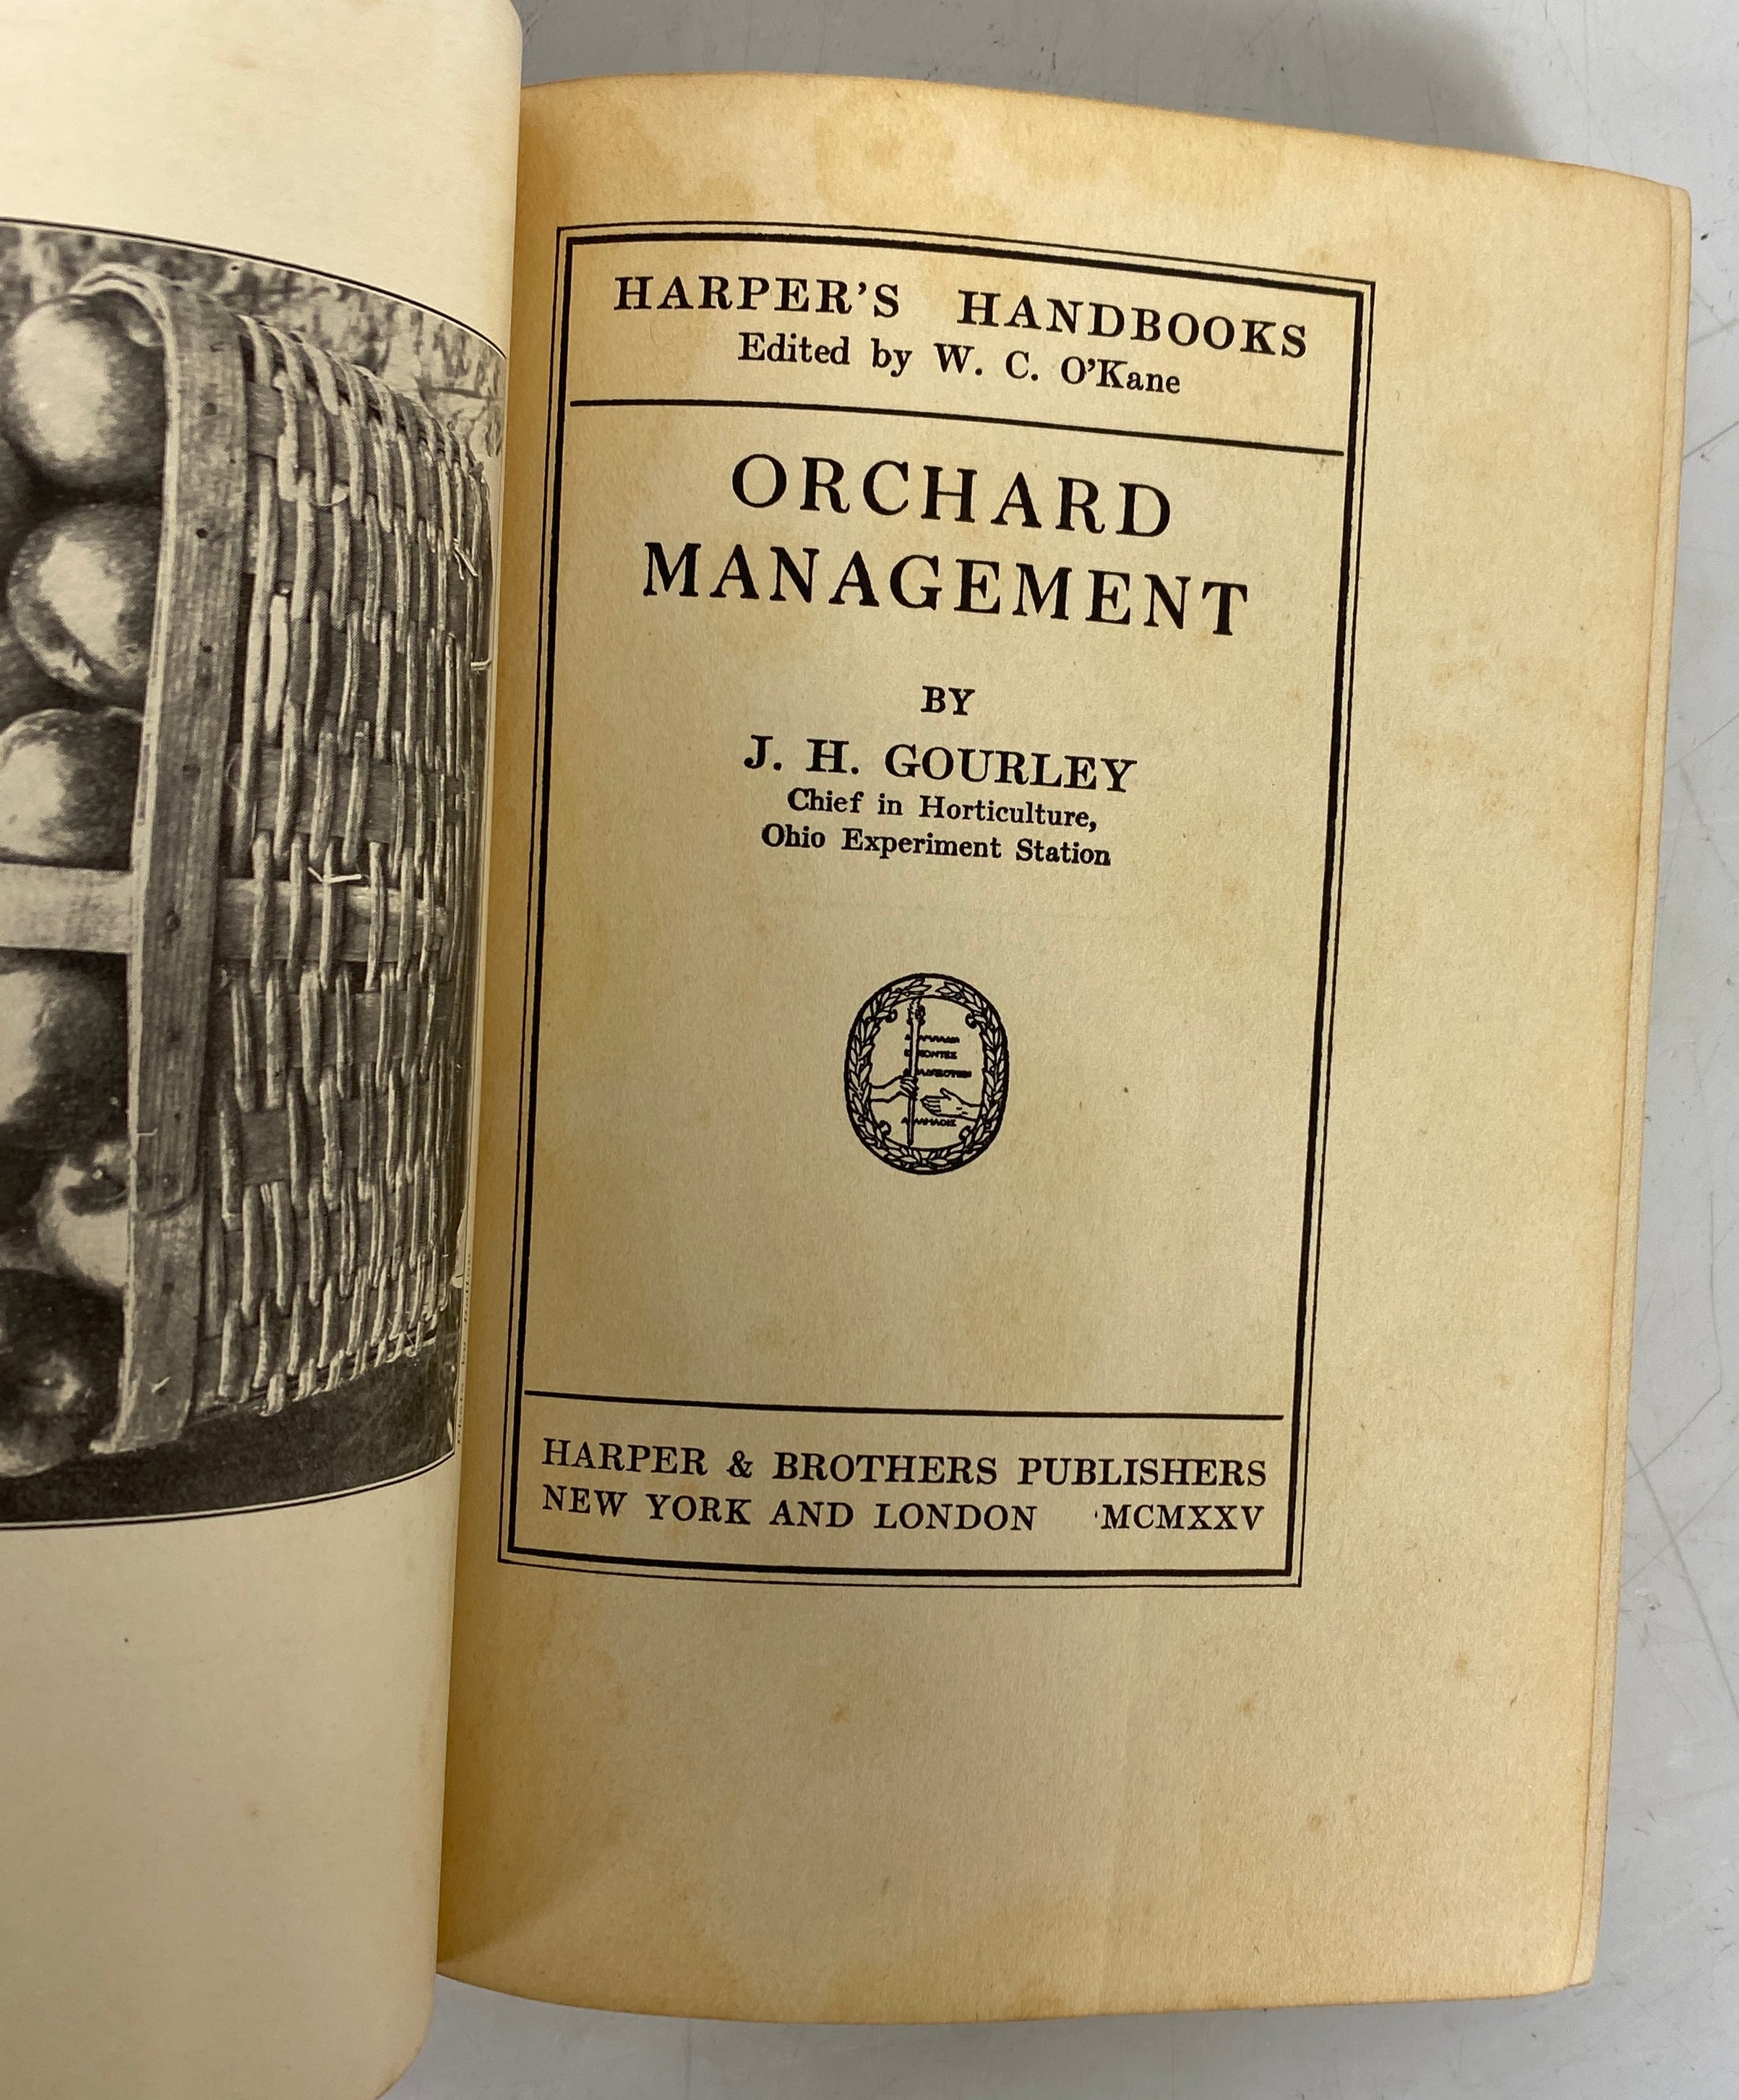 HARPER'S HANDBOOKS
Edited by W. C. O'Kane
ORCHARD
MANAGEMENT
BY
J. H. GOURLEY
Chief in Horticulture,
Ohio Experiment Station
HARPER & BROTHERS PUBLISHERS
NEW YORK AND LONDON MCMXXV